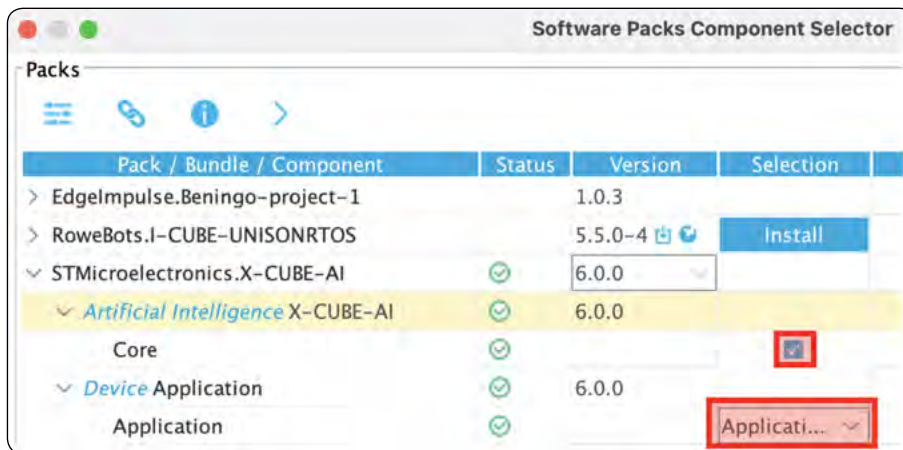 Software Packs Component Selector
Packs
Pack / Bundle / Component Status Version Selection
EdgeImpulse.Beningo-project-1 1.0.3
RoweBots.I-CUBE-UNISONRTOS 5.5.0-4 Install
STMicroelectronics.X-CUBE-AI 6.0.0
Artificial Intelligence X-CUBE-AI 6.0.0
Core
Device Application 6.0.0
Application Applicati...